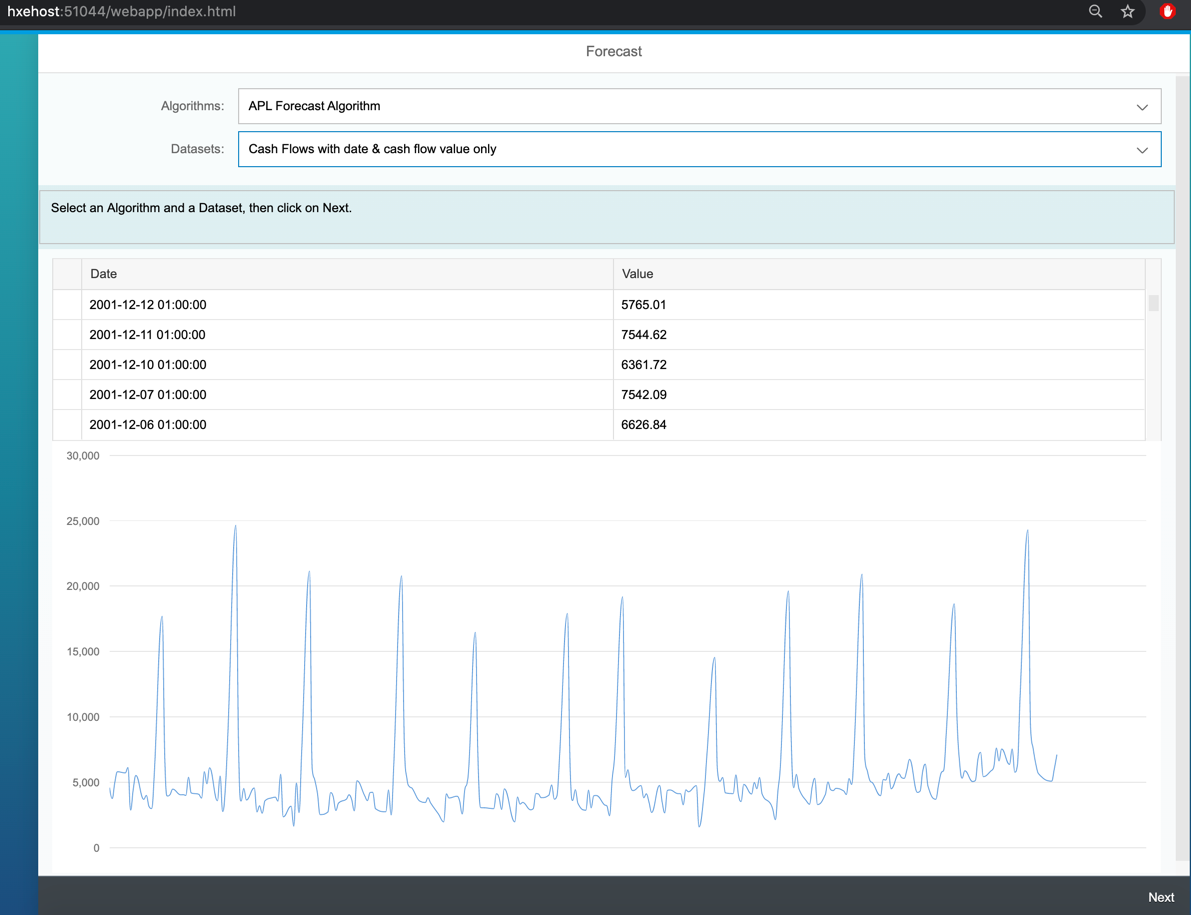 hxehost:51044/webapp/index.html
Forecast
Algorithms: APL Forecast Algorithm
Datasets: Cash Flows with date & cash flow value only
Select an Algorithm and a Dataset, then click on Next.
Date Value
2001-12-12 01:00:00 5765.01
2001-12-11 01:00:00 7544.62
2001-12-10 01:00:00 6361.72
2001-12-07 01:00:00 7542.09
2001-12-06 01:00:00 6626.84
30,000
25,000
20,000
15,000
10,000
5,000
0
Next